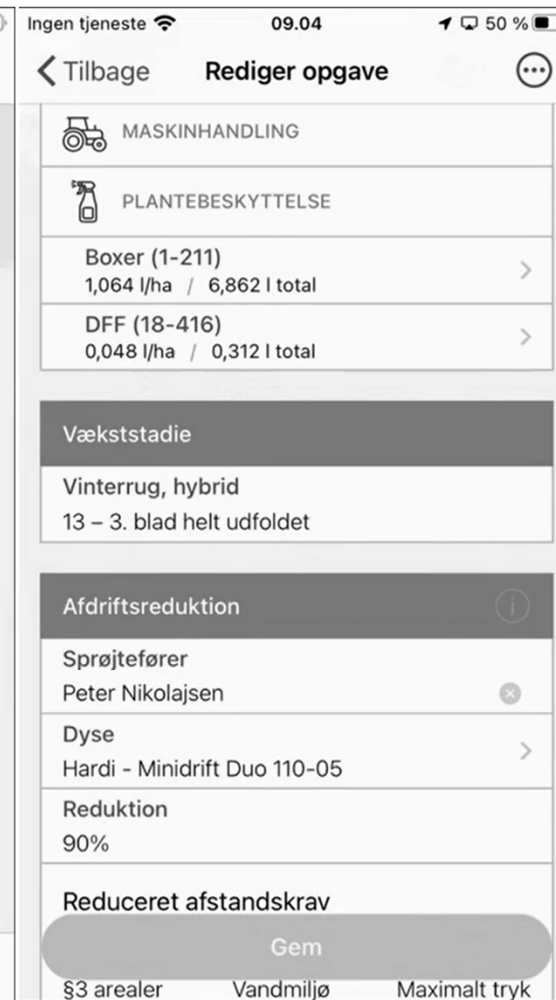 Ingen tjeneste 09.04 50 %
Tilbage Rediger opgave
MASKINHANDLING
PLANTEBESKYTTELSE
Boxer (1-211)
1,064 l/ha / 6,862 l total
DFF (18-416)
0,048 l/ha / 0,312 l total
Vækststadie
Vinterrug, hybrid
13 – 3. blad helt udfoldet
Afdriftsreduktion
Sprøjtefører
Peter Nikolajsen
Dyse
Hardi - Minidrift Duo 110-05
Reduktion
90%
Reduceret afstandskrav
Gem
§3 arealer Vandmiljø Maximalt tryk